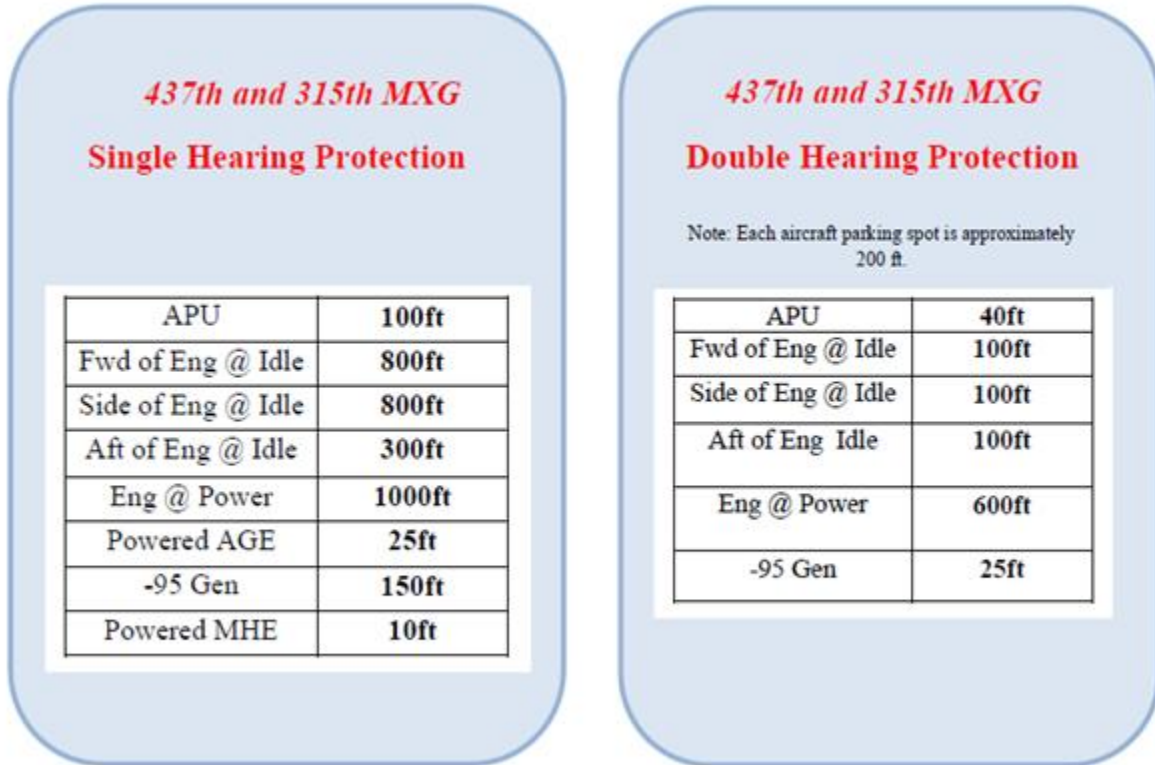 437th and 315th MXG
Single Hearing Protection
APU 100ft
Fwd of Eng @ Idle 800ft
Side of Eng @ Idle 800ft
Aft of Eng @ Idle 300ft
Eng @ Power 1000ft
Powered AGE 25ft
-95 Gen 150ft
Powered MHE 10ft
437th and 315th MXG
Double Hearing Protection
Note: Each aircraft parking spot is approximately
200 ft.
APU 40ft
Fwd of Eng @ Idle 100ft
Side of Eng @ Idle 100ft
Aft of Eng Idle 100ft
Eng @ Power 600ft
-95 Gen 25ft